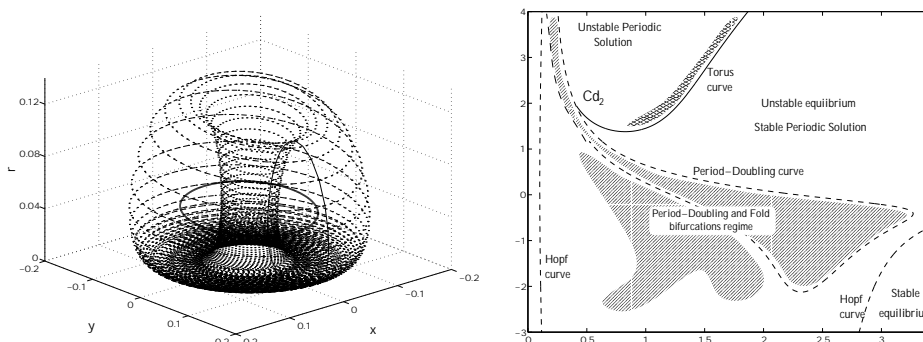 0.12
0.08
r
0.04
0
−0.2
−0.1
0
0.1
y
x
0.1
0
−0.1
−0.2
4
3
2
1
0
−1
−2
−3
0
0.5
1
1.5
2
2.5
3
Unstable Periodic
Solution
Cd2
Torus
curve
Unstable equilibrium
Stable Periodic Solution
Period−Doubling curve
Period−Doubling and Fold
bifurcations regime
Hopf
curve
Hopf
curve
Stable
equilibriu